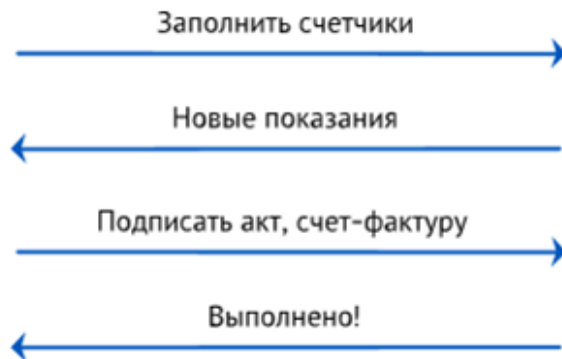 Заполнить счетчики
Новые показания
Подписать акт, счет-фактуру
Выполнено!